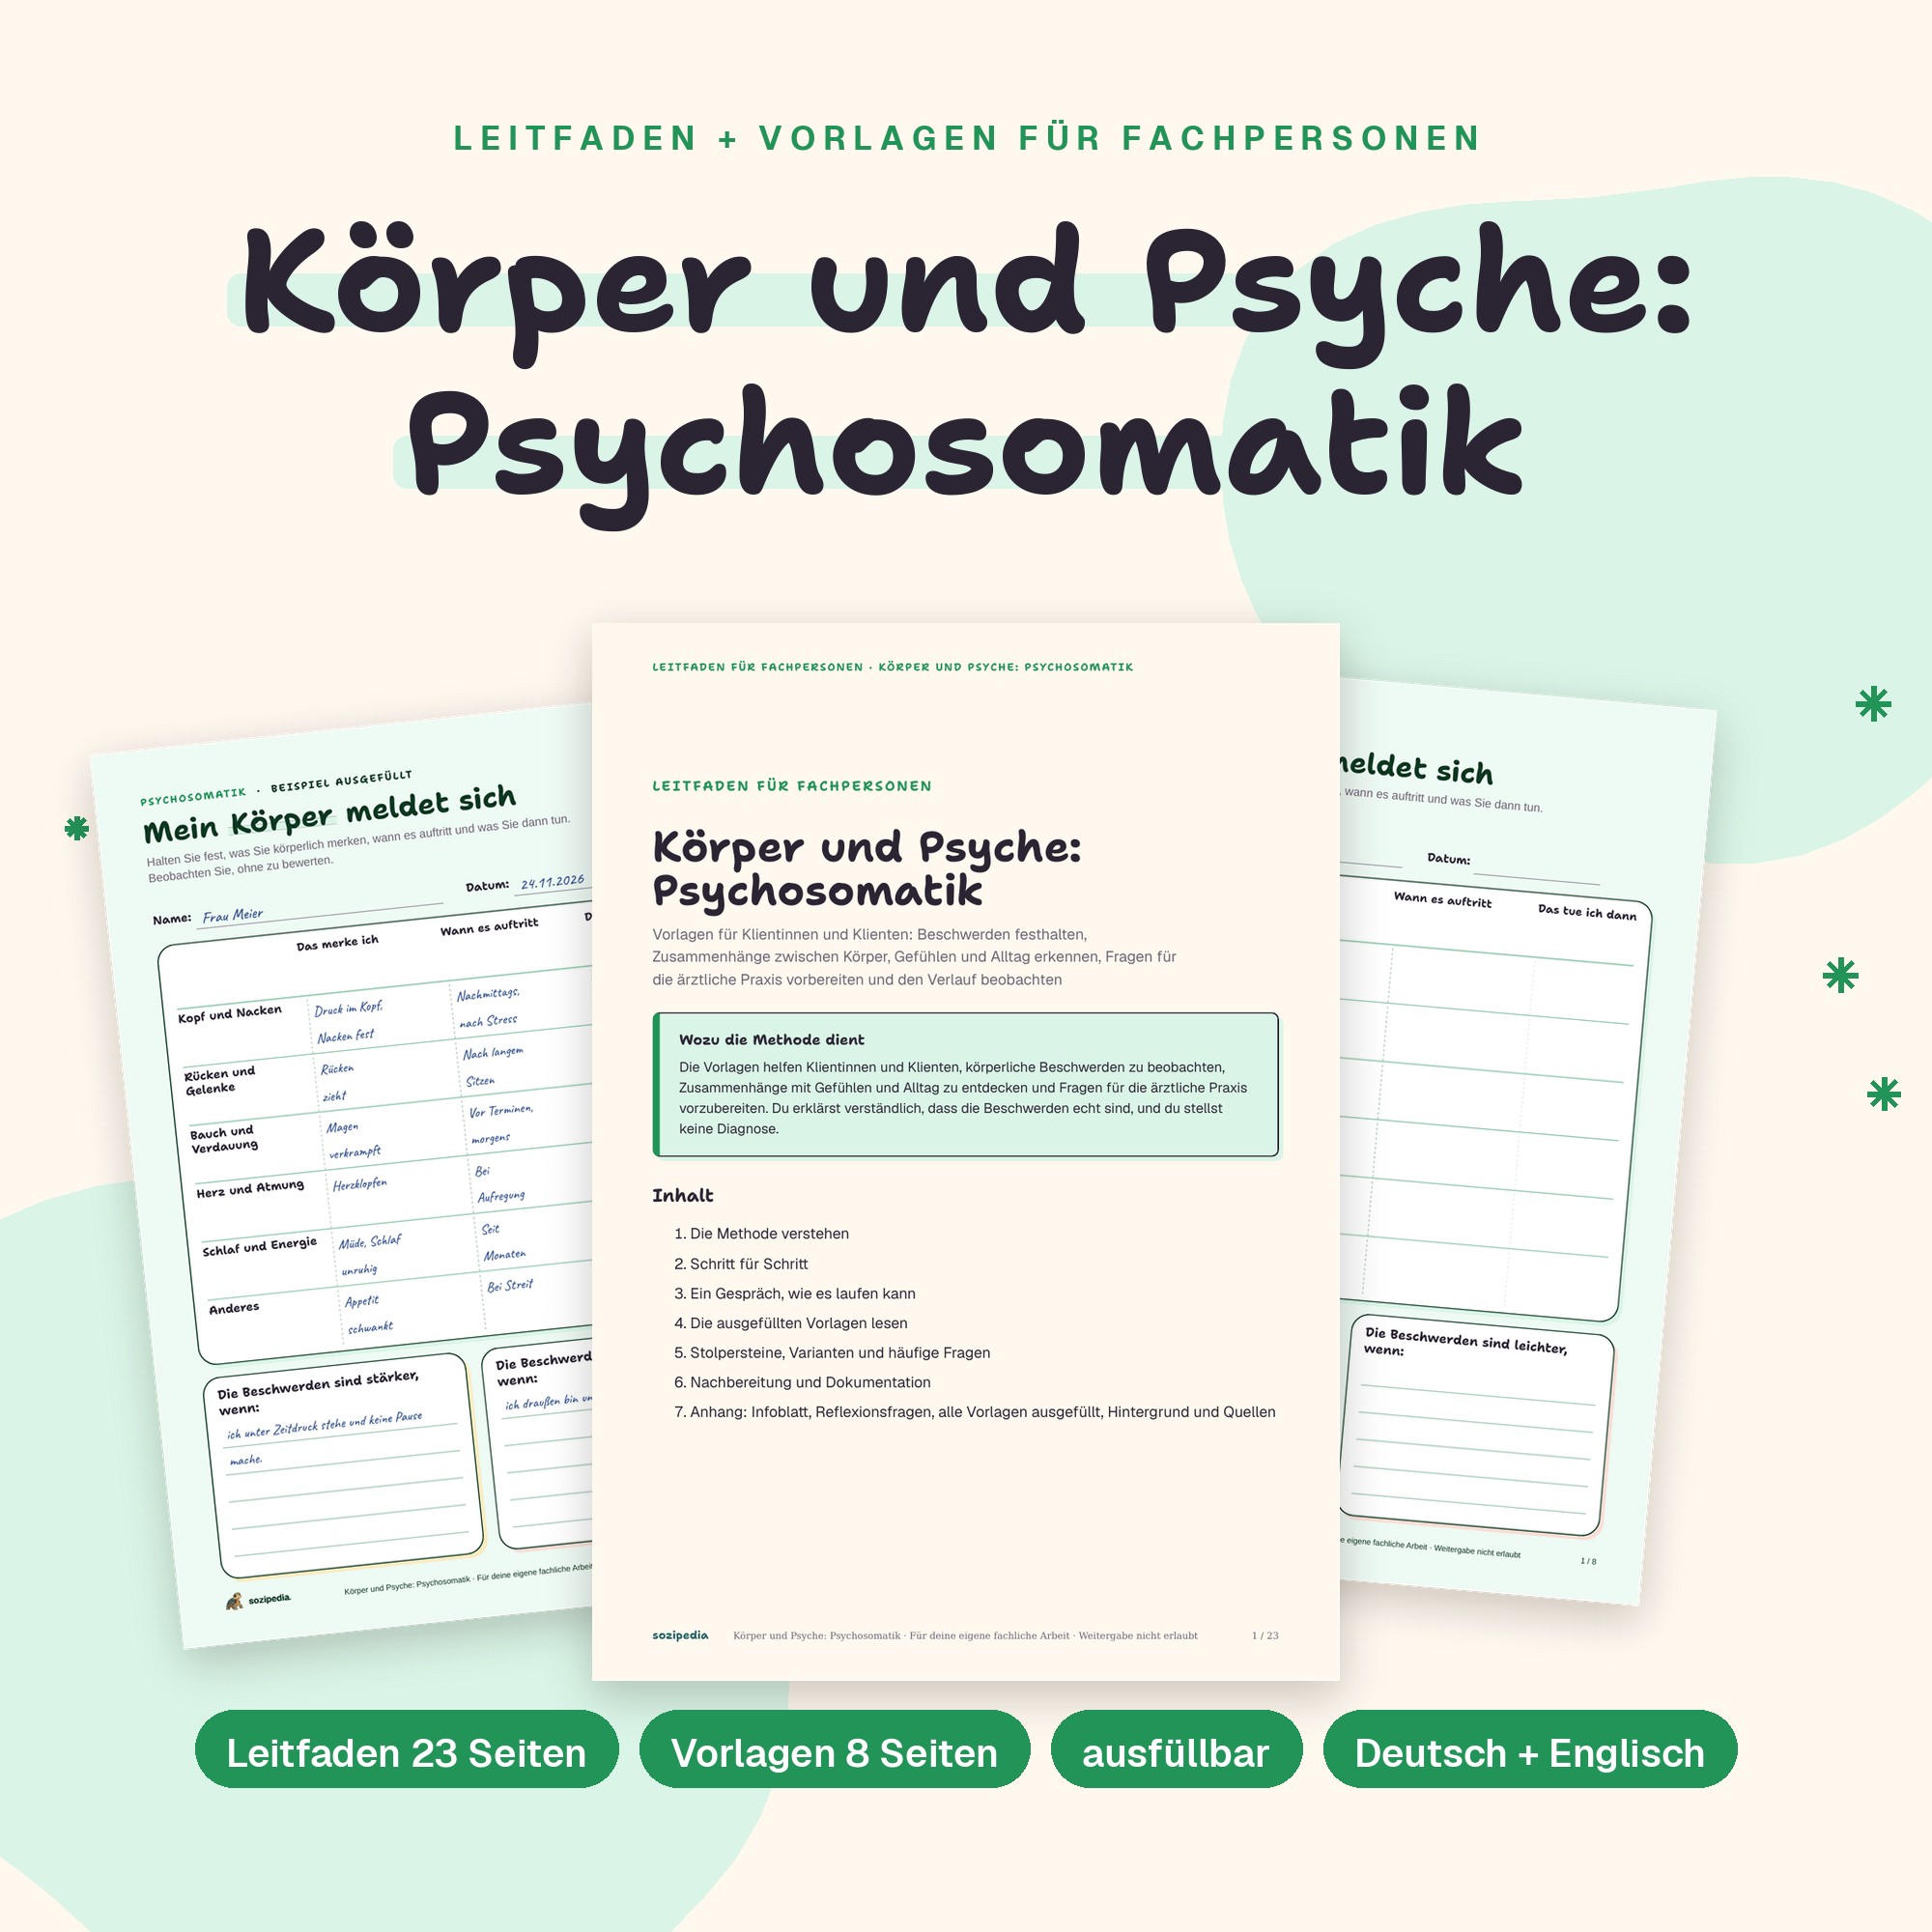 LEITFADEN + VORLAGEN FÜR FACHPERSONEN
Körper und Psyche:
Psychosomatik
PSYCHOSOMATIK · BEISPIEL AUSGEFÜLLT
Mein Körper meldet sich
Halten Sie fest, was Sie körperlich merken, wann es auftritt und was Sie dann tun.
Beobachten Sie, ohne zu bewerten.
Name: Frau Meier
Datum: 24.11.2026
Das merke ich
Wann es auftritt
Kopf und Nacken
Druck im Kopf,
Nacken fest
Nachmittags,
nach Stress
Rücken und
Gelenke
Rücken
zieht
Nach langem
Sitzen
Bauch und
Verdauung
Magen
verkrampft
Vor Terminen,
morgens
Herz und Atmung
Herzklopfen
Bei
Aufregung
Schlaf und Energie
Müde, Schlaf
unruhig
Seit
Monaten
Anderes
Appetit
schwankt
Bei Streit
Die Beschwerden sind stärker,
wenn:
ich unter Zeitdruck stehe und keine Pause
mache.
Die Beschwerd
wenn:
ich draußen bin un
sozipedia.
Körper und Psyche: Psychosomatik · Für deine eigene fachliche Arbeit
LEITFADEN FÜR FACHPERSONEN · KÖRPER UND PSYCHE: PSYCHOSOMATIK
LEITFADEN FÜR FACHPERSONEN
Körper und Psyche:
Psychosomatik
Vorlagen für Klientinnen und Klienten: Beschwerden festhalten,
Zusammenhänge zwischen Körper, Gefühlen und Alltag erkennen, Fragen für
die ärztliche Praxis vorbereiten und den Verlauf beobachten
Wozu die Methode dient
Die Vorlagen helfen Klientinnen und Klienten, körperliche Beschwerden zu beobachten,
Zusammenhänge mit Gefühlen und Alltag zu entdecken und Fragen für die ärztliche Praxis
vorzubereiten. Du erklärst verständlich, dass die Beschwerden echt sind, und du stellst
keine Diagnose.
Inhalt
1. Die Methode verstehen
2. Schritt für Schritt
3. Ein Gespräch, wie es laufen kann
4. Die ausgefüllten Vorlagen lesen
5. Stolpersteine, Varianten und häufige Fragen
6. Nachbereitung und Dokumentation
7. Anhang: Infoblatt, Reflexionsfragen, alle Vorlagen ausgefüllt, Hintergrund und Quellen
sozipedia
Körper und Psyche: Psychosomatik · Für deine eigene fachliche Arbeit · Weitergabe nicht erlaubt
1 / 23
meldet sich
, wann es auftritt und was Sie dann tun.
Datum:
Wann es auftritt
Das tue ich dann
Die Beschwerden sind leichter,
wenn:
e eigene fachliche Arbeit · Weitergabe nicht erlaubt
1 / 8
Leitfaden 23 Seiten
Vorlagen 8 Seiten
ausfüllbar
Deutsch + Englisch